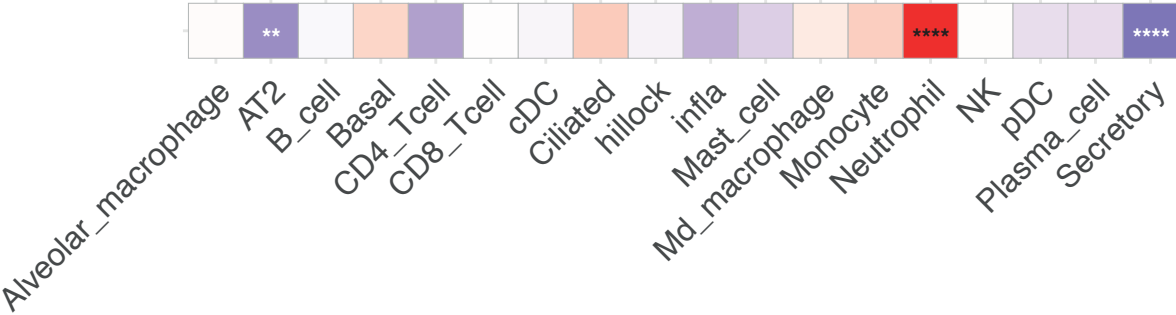 ** **** ****
Alveolar_macrophage
AT2
B_cell
Basal
CD4_Tcell
CD8_Tcell
cDC
Ciliated
hillock
infla
Mast_cell
Md_macrophage
Monocyte
Neutrophil
NK
pDC
Plasma_cell
Secretory